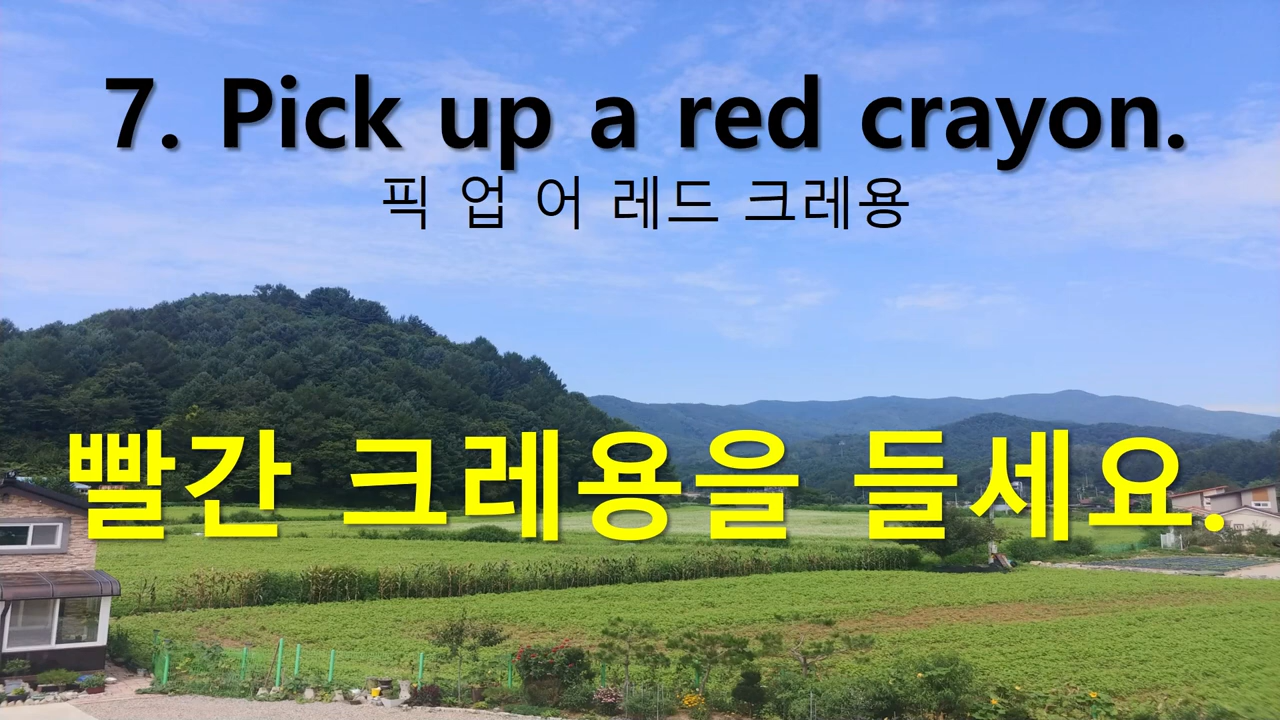 7. Pick up a red crayon.
픽 업 어 레드 크레용
빨간 크레용을 들세요.